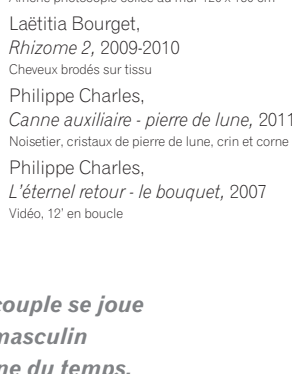 Laëtitia Bourget,
Rhizome 2, 2009-2010
Cheveux brodés sur tissu
Philippe Charles,
Canne auxiliaire - pierre de lune, 2011
Noisetier, cristaux de pierre de lune, crin et corne
Philippe Charles,
L’éternel retour - le bouquet, 2007
Vidéo, 12’ en boucle
couple se joue
masculin
du temps.